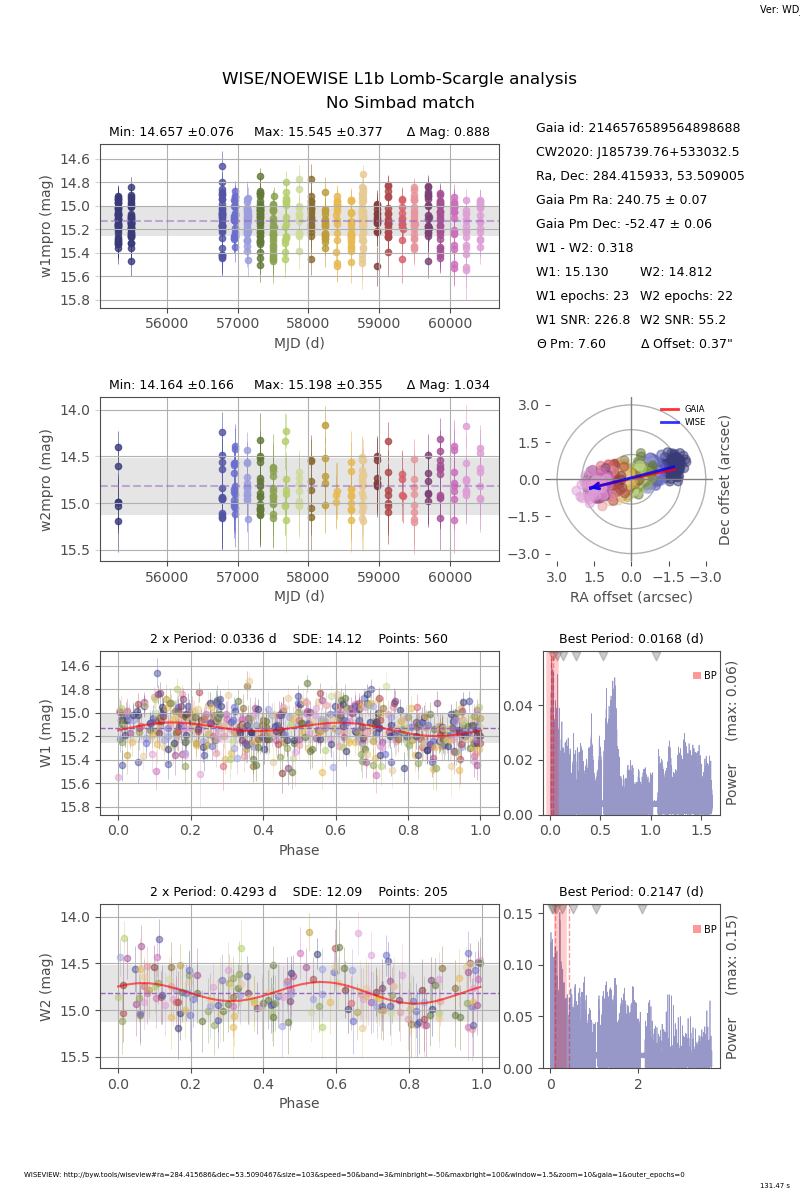 Ver: WD_
WISE/NOEWISE L1b Lomb-Scargle analysis
No Simbad match
Min: 14.657 ±0.076 Max: 15.545 ±0.377 Δ Mag: 0.888
w1mpro (mag)
14.6
14.8
15.0
15.2
15.4
15.6
15.8
56000 57000 58000 59000 60000
MJD (d)
Gaia id: 2146576589564898688
CW2020: J185739.76+533032.5
Ra, Dec: 284.415933, 53.509005
Gaia Pm Ra: 240.75 ± 0.07
Gaia Pm Dec: -52.47 ± 0.06
W1 - W2: 0.318
W1: 15.130 W2: 14.812
W1 epochs: 23 W2 epochs: 22
W1 SNR: 226.8 W2 SNR: 55.2
Θ Pm: 7.60 Δ Offset: 0.37"
Min: 14.164 ±0.166 Max: 15.198 ±0.355 Δ Mag: 1.034
w2mpro (mag)
14.0
14.5
15.0
15.5
56000 57000 58000 59000 60000
MJD (d)
GAIA
WISE
3.0
1.5
0.0
−1.5
−3.0
3.0 1.5 0.0 −1.5 −3.0
RA offset (arcsec)
Dec offset (arcsec)
2 x Period: 0.0336 d SDE: 14.12 Points: 560
W1 (mag)
14.6
14.8
15.0
15.2
15.4
15.6
15.8
0.0 0.2 0.4 0.6 0.8 1.0
Phase
Best Period: 0.0168 (d)
BP
0.04
0.02
0.00
0.0 0.5 1.0 1.5
Power (max: 0.06)
2 x Period: 0.4293 d SDE: 12.09 Points: 205
W2 (mag)
14.0
14.5
15.0
15.5
0.0 0.2 0.4 0.6 0.8 1.0
Phase
Best Period: 0.2147 (d)
BP
0.15
0.10
0.05
0.00
0 2
Power (max: 0.15)
WISEVIEW: http://byw.tools/wiseview#ra=284.415686&dec=53.5090467&size=103&speed=50&band=3&minbright=-50&maxbright=100&window=1.5&zoom=10&gaia=1&outer_epochs=0
131.47 s